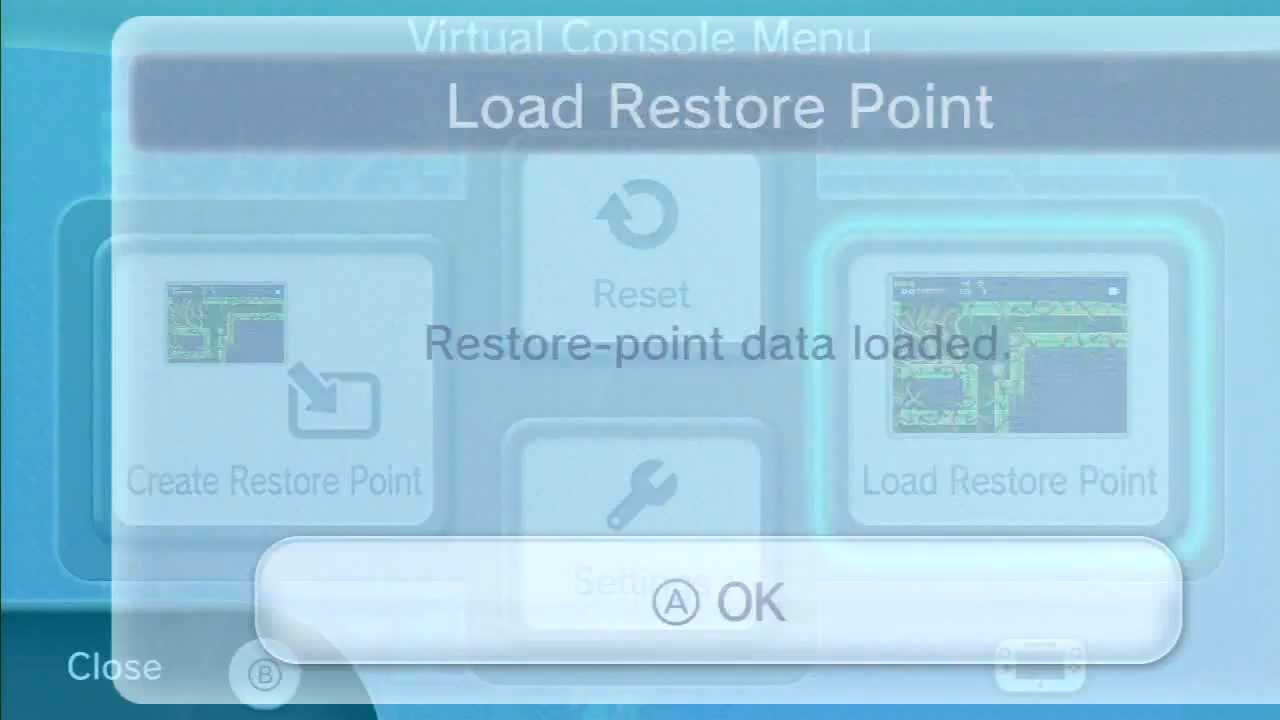 Virtual Console Menu
Load Restore Point
Reset
Restore-point data loaded.
Create Restore Point
Load Restore Point
Settings
A OK
Close
B